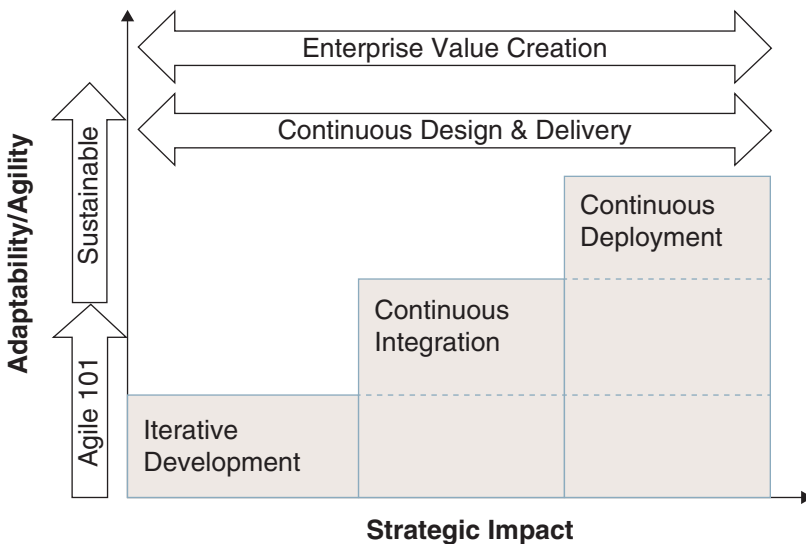 Enterprise Value Creation
Continuous Design & Delivery
Adaptability/Agility
Sustainable
Agile 101
Continuous
Deployment
Continuous
Integration
Iterative
Development
Strategic Impact